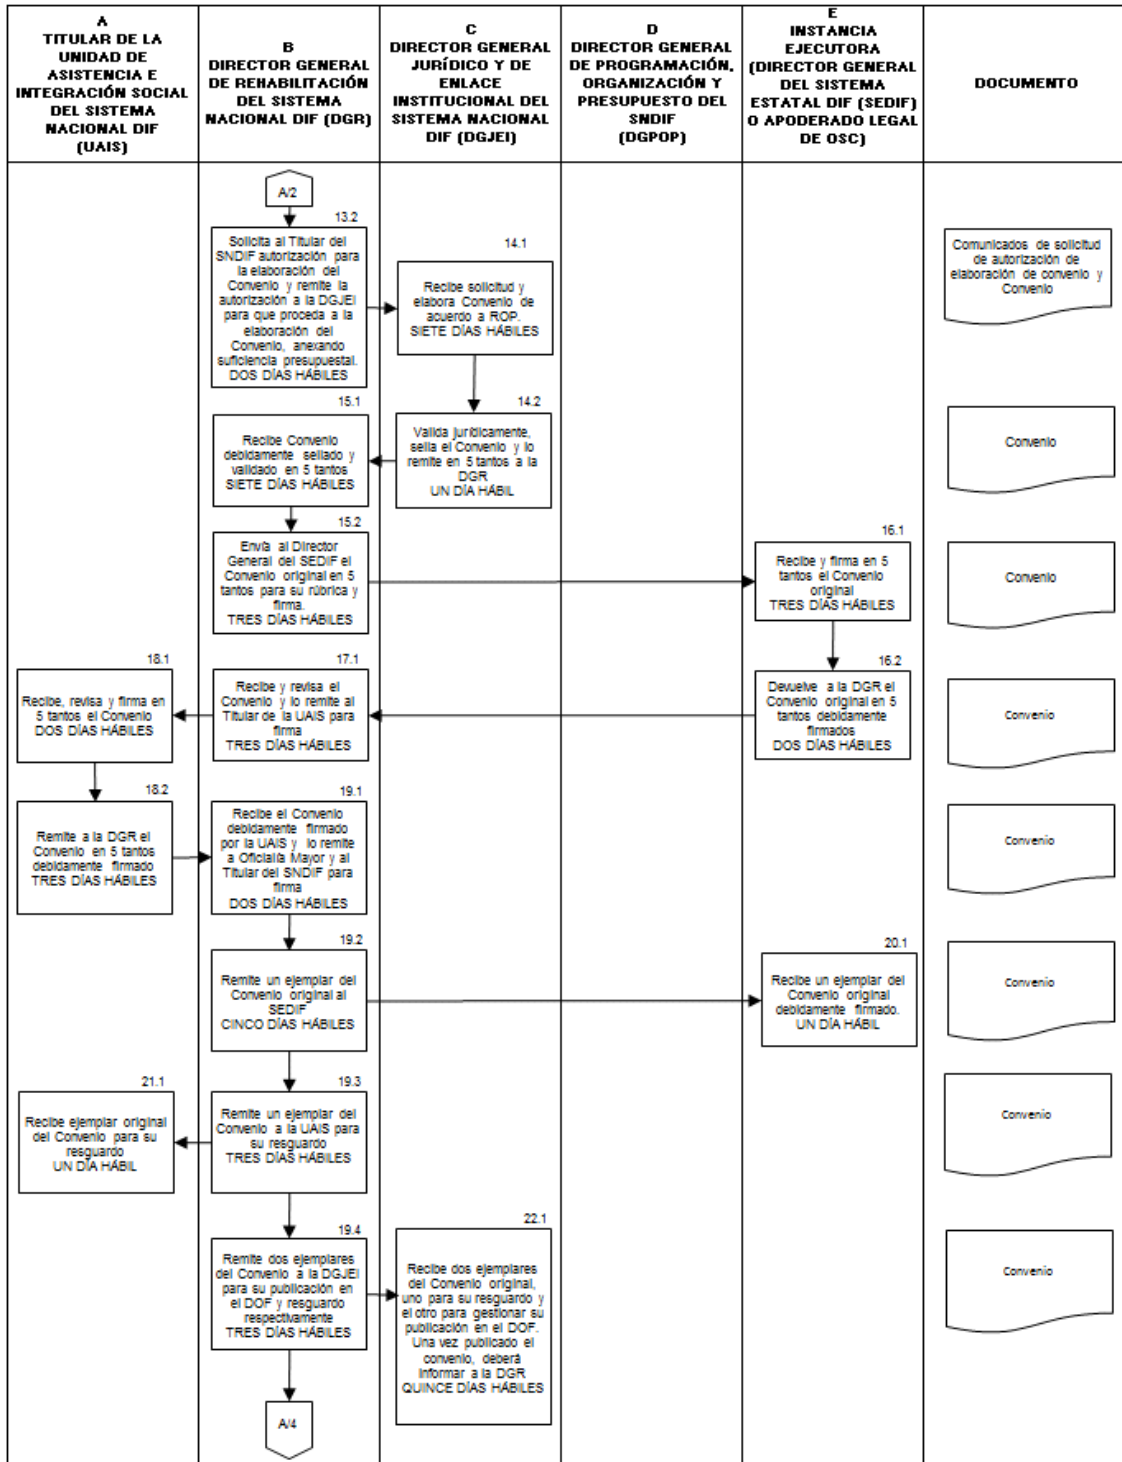 A
TITULAR DE LA
UNIDAD DE
ASISTENCIA E
INTEGRACIÓN SOCIAL
DEL SISTEMA
NACIONAL DIF
(UAIS)
B
DIRECTOR GENERAL
DE REHABILITACIÓN
DEL SISTEMA
NACIONAL DIF (DGR)
C
DIRECTOR GENERAL
JURÍDICO Y DE
ENLACE
INSTITUCIONAL DEL
SISTEMA NACIONAL
DIF (DGJEI)
D
DIRECTOR GENERAL
DE PROGRAMACIÓN,
ORGANIZACIÓN Y
PRESUPUESTO DEL
SNDIF
(DGPOP)
E
INSTANCIA
EJECUTORA
(DIRECTOR GENERAL
DEL SISTEMA
ESTATAL DIF (SEDIF)
O APODERADO LEGAL
DE OSC)
DOCUMENTO
A/2
13.2
Solicita al Titular del
SNDIF autorización para
la elaboración del
Convenio y remite la
autorización a la DGJEI
para que proceda a la
elaboración del
Convenio, anexando
suficiencia presupuestal.
DOS DÍAS HÁBILES
14.1
Recibe solicitud y
elabora Convenio de
acuerdo a ROP.
SIETE DÍAS HÁBILES
Comunicados de solicitud
de autorización de
elaboración de convenio y
Convenio
15.1
Recibe Convenio
debidamente sellado y
validado en 5 tantos
SIETE DÍAS HÁBILES
14.2
Valida jurídicamente,
sella el Convenio y lo
remite en 5 tantos a la
DGR
UN DÍA HÁBIL
Convenio
15.2
Envía al Director
General del SEDIF el
Convenio original en 5
tantos para su rúbrica y
firma.
TRES DÍAS HÁBILES
16.1
Recibe y firma en 5
tantos el Convenio
original
TRES DÍAS HÁBILES
Convenio
18.1
Recibe, revisa y firma en
5 tantos el Convenio
DOS DÍAS HÁBILES
17.1
Recibe y revisa el
Convenio y lo remite al
Titular de la UAIS para
firma
TRES DÍAS HÁBILES
16.2
Devuelve a la DGR el
Convenio original en 5
tantos debidamente
firmados
DOS DÍAS HÁBILES
Convenio
18.2
Remite a la DGR el
Convenio en 5 tantos
debidamente firmado
TRES DÍAS HÁBILES
19.1
Recibe el Convenio
debidamente firmado
por la UAIS y lo remite
a Oficialía Mayor y al
Titular del SNDIF para
firma
DOS DÍAS HÁBILES
Convenio
19.2
Remite un ejemplar del
Convenio original al
SEDIF
CINCO DÍAS HÁBILES
20.1
Recibe un ejemplar del
Convenio original
debidamente firmado.
UN DÍA HÁBIL
Convenio
21.1
Recibe ejemplar original
del Convenio para su
resguardo
UN DÍA HÁBIL
19.3
Remite un ejemplar del
Convenio a la UAIS para
su resguardo
TRES DÍAS HÁBILES
Convenio
19.4
Remite dos ejemplares
del Convenio a la DGJEI
para su publicación en
el DOF y resguardo
respectivamente
TRES DÍAS HÁBILES
22.1
Recibe dos ejemplares
del Convenio original,
uno para su resguardo y
el otro para gestionar su
publicación en el DOF.
Una vez publicado el
convenio, deberá
informar a la DGR
QUINCE DÍAS HÁBILES
Convenio
A/4